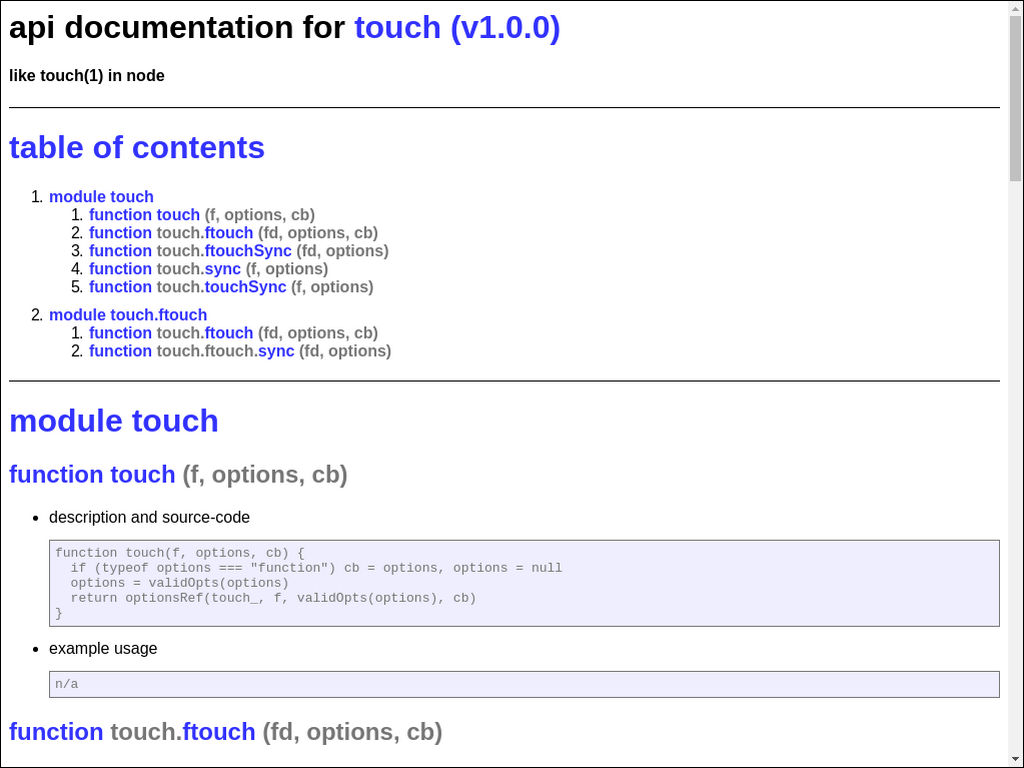 api documentation for touch (v1.0.0)
like touch(1) in node
table of contents
1. module touch
1. function touch (f, options, cb)
2. function touch.ftouch (fd, options, cb)
3. function touch.ftouchSync (fd, options)
4. function touch.sync (f, options)
5. function touch.touchSync (f, options)
2. module touch.ftouch
1. function touch.ftouch (fd, options, cb)
2. function touch.ftouch.sync (fd, options)
module touch
function touch (f, options, cb)
• description and source-code
function touch(f, options, cb) {
  if (typeof options === "function") cb = options, options = null
  options = validOpts(options)
  return optionsRef(touch_, f, validOpts(options), cb)
}
• example usage
n/a
function touch.ftouch (fd, options, cb)